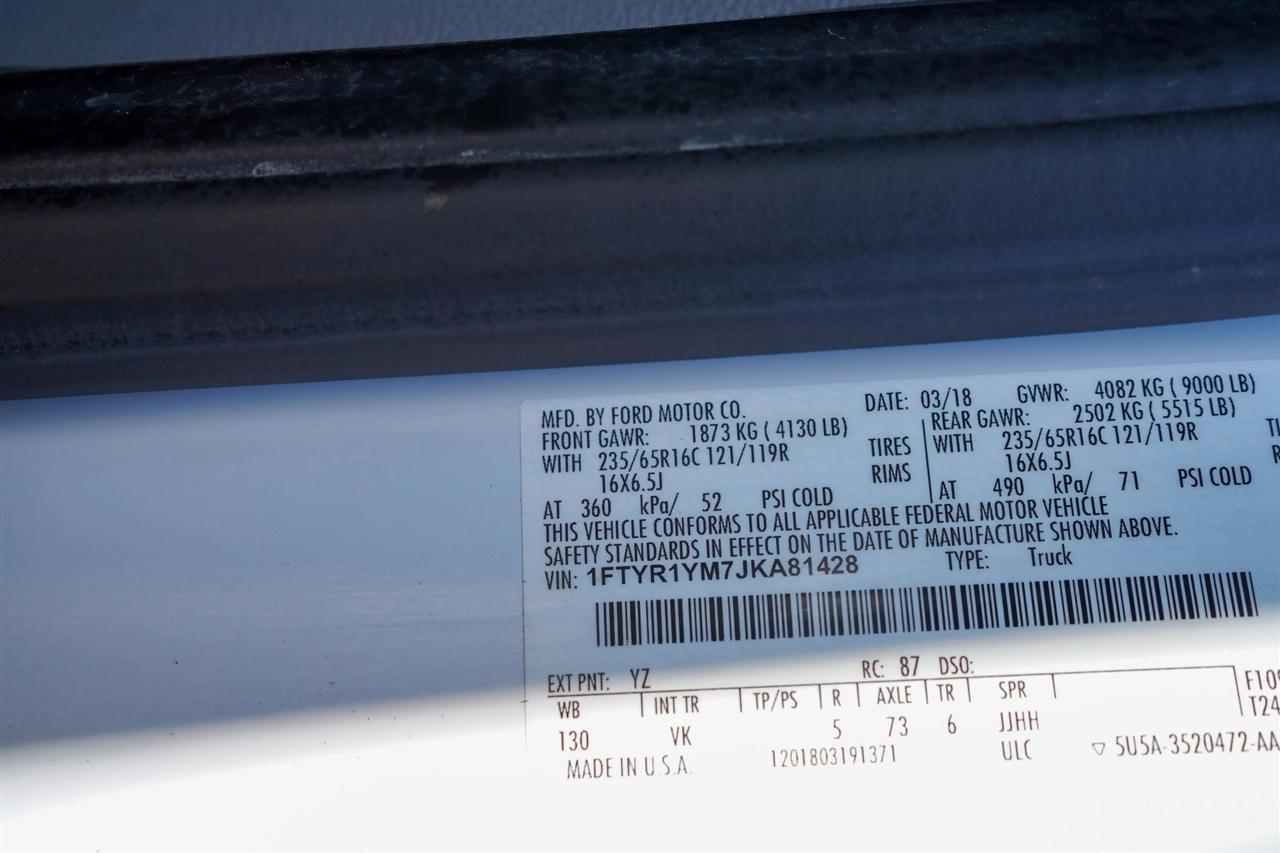 MFD. BY FORD MOTOR CO. DATE: 03/18 GVWR: 4082 KG ( 9000 LB)
FRONT GAWR: 1873 KG ( 4130 LB) REAR GAWR: 2502 KG ( 5515 LB)
WITH 235/65R16C 121/119R TIRES WITH 235/65R16C 121/119R
16X6.5J RIMS 16X6.5J
AT 360 kPa/ 52 PSI COLD AT 490 kPa/ 71 PSI COLD
THIS VEHICLE CONFORMS TO ALL APPLICABLE FEDERAL MOTOR VEHICLE
SAFETY STANDARDS IN EFFECT ON THE DATE OF MANUFACTURE SHOWN ABOVE.
VIN: 1FTYR1YM7JKA81428 TYPE: Truck
EXT PNT: YZ RC: 87 DSO:
WB INT TR TP/PS R AXLE TR SPR
130 VK 5 73 6 JJHH
MADE IN U.S.A. 1201803191371 ULC ▽ 5U5A-3520472-AA